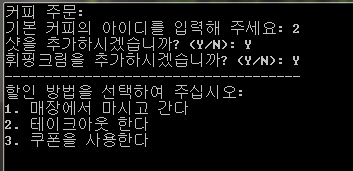 커피 주문:
기본 커피의 아이디를 입력해 주세요: 2
샷을 추가하시겠습니까? (Y/N): Y
휘핑크림을 추가하시겠습니까? (Y/N): Y
-------------------------------------
할인 방법을 선택하여 주십시오:
1. 매장에서 마시고 간다
2. 테이크아웃 한다
3. 쿠폰을 사용한다